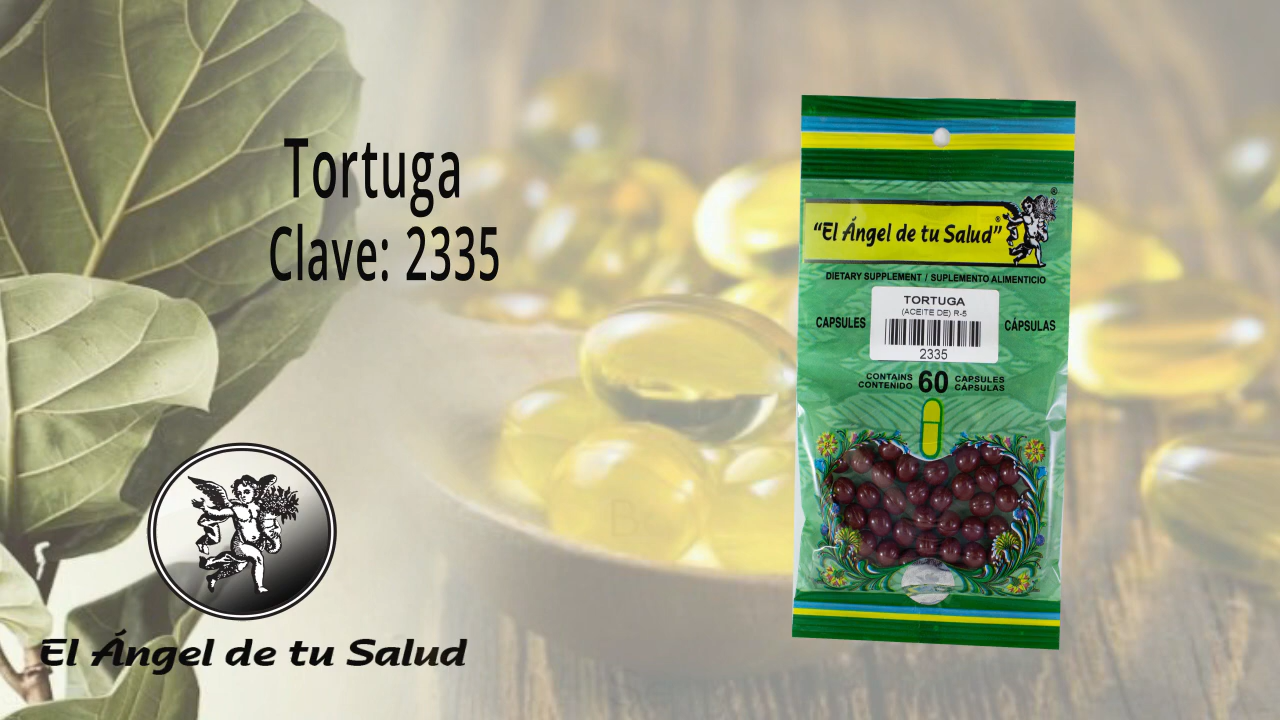 Tortuga
Clave: 2335
El Ángel de tu Salud
"El Ángel de tu Salud"
DIETARY SUPPLEMENT / SUPLEMENTO ALIMENTICIO
TORTUGA
(ACEITE DE) R-5
CAPSULES
CÁPSULAS
2335
CONTAINS
CONTENIDO
60
CAPSULES
CÁPSULAS